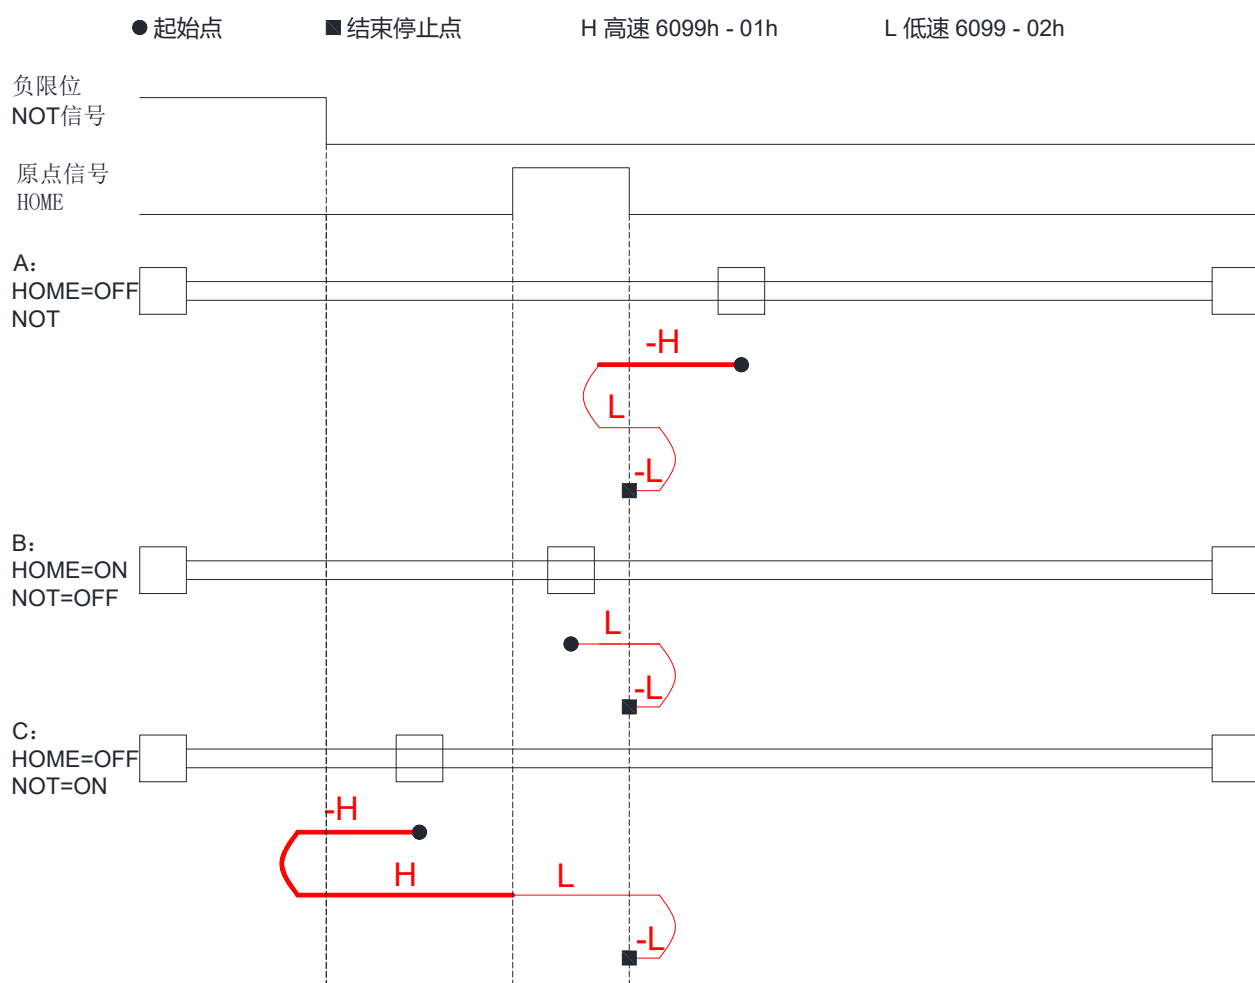 起始点 结束停止点 H 高速 6099h - 01h L 低速 6099 - 02h
负限位
NOT信号
原点信号
HOME
A:
HOME=OFF
NOT
-H
L
-L
B:
HOME=ON
NOT=OFF
L
-L
C:
HOME=OFF
NOT=ON
-H
H L
-L